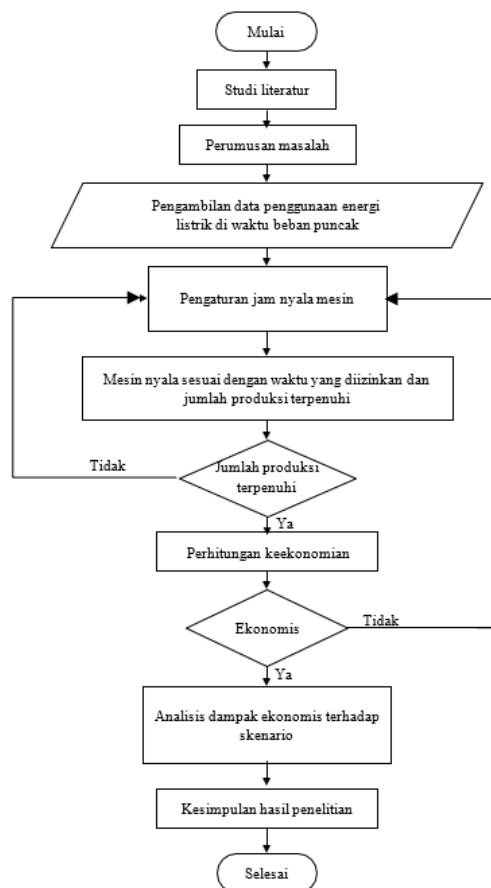 Mulai
Studi literatur
Perumusan masalah
Pengambilan data penggunaan energi
listrik di waktu beban puncak
Pengaturan jam nyala mesin
Mesin nyala sesuai dengan waktu yang diizinkan dan
jumlah produksi terpenuhi
Tidak
Jumlah produksi
terpenuhi
Ya
Perhitungan keekonomian
Ekonomis
Tidak
Ya
Analisis dampak ekonomis terhadap
skenario
Kesimpulan hasil penelitian
Selesai